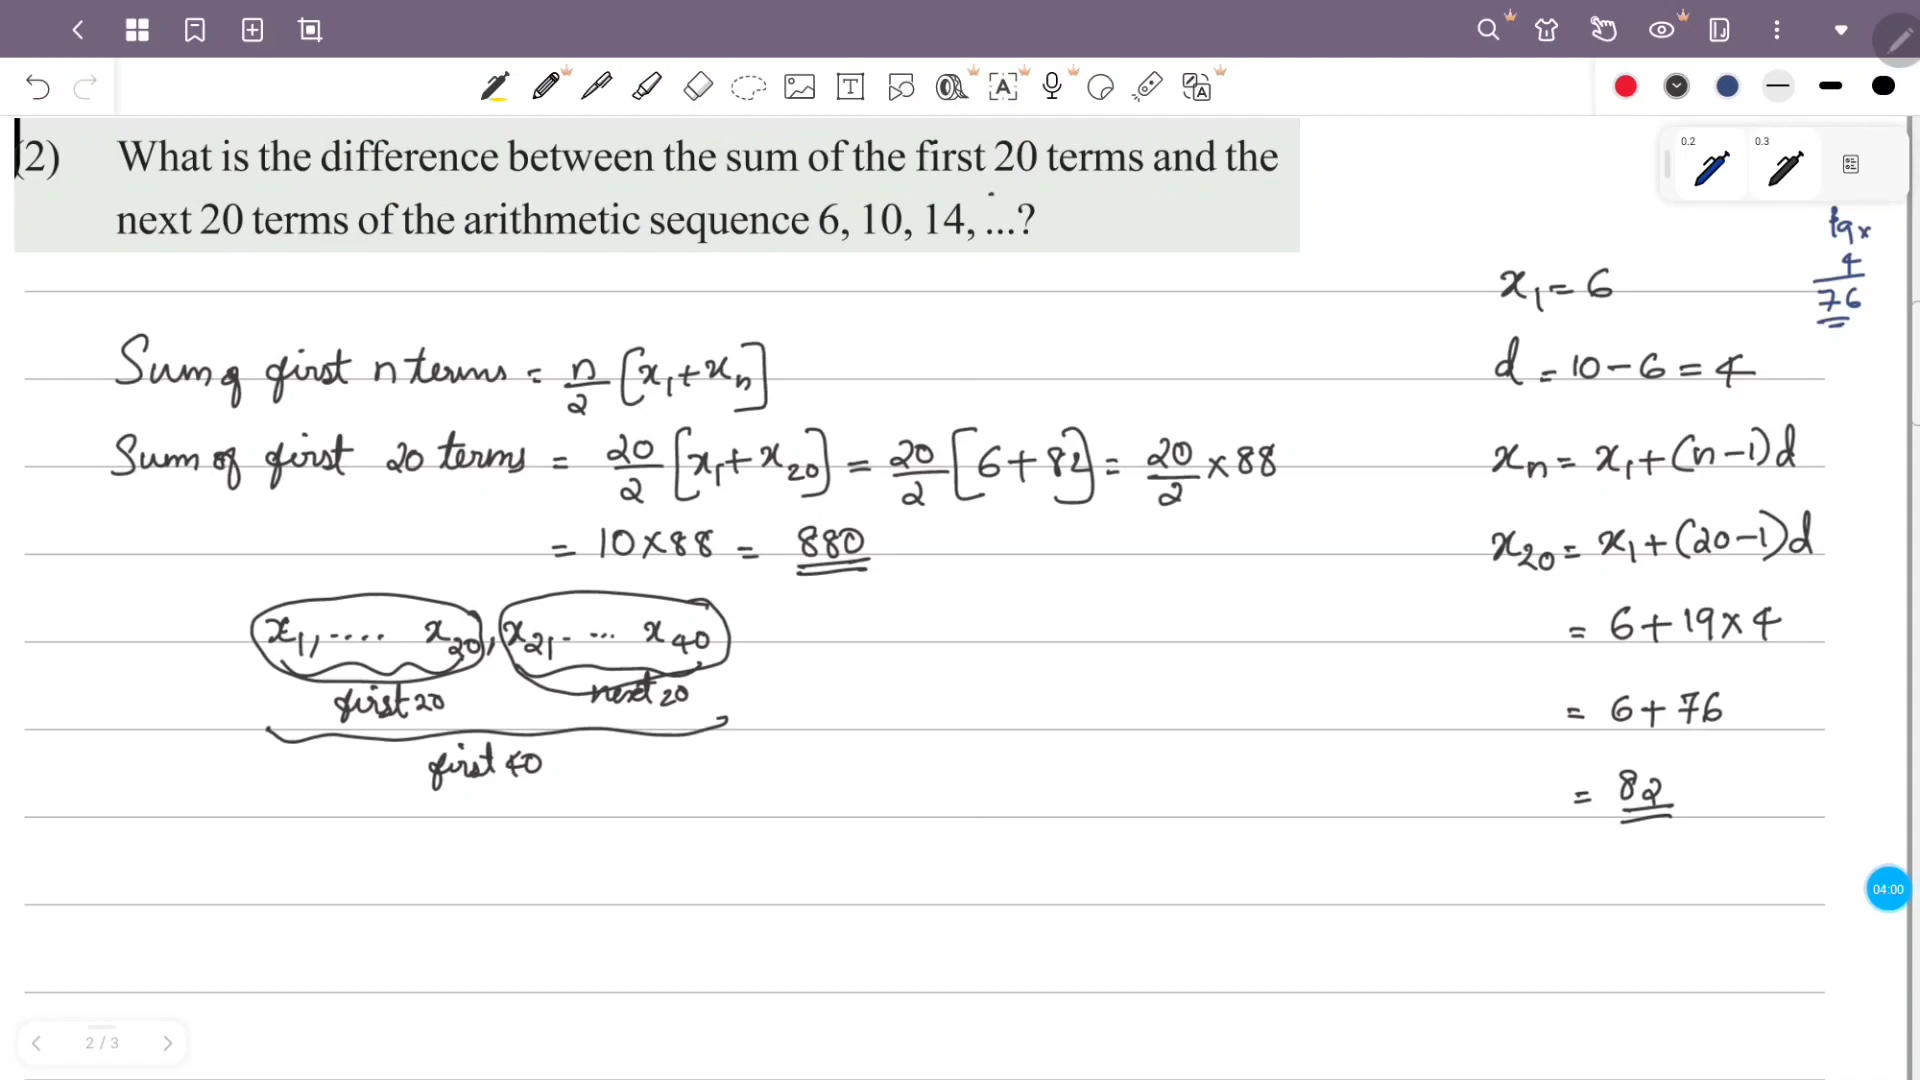 0.2 0.3
(2) What is the difference between the sum of the first 20 terms and the
next 20 terms of the arithmetic sequence 6, 10, 14, ...?
19 x
4
76
x₁ = 6
d = 10 - 6 = 4
Sum of first n terms = n/2 [x₁ + xₙ]
Sum of first 20 terms = 20/2 [x₁ + x₂₀] = 20/2 [6 + 82] = 20/2 × 88
xₙ = x₁ + (n-1)d
= 10 × 88 = 880
x₂₀ = x₁ + (20-1)d
x₁, .... x₂₀, x₂₁. ... x₄₀
= 6 + 19 × 4
first 20 next 20
= 6 + 76
first 40
= 82
04:00
2 / 3